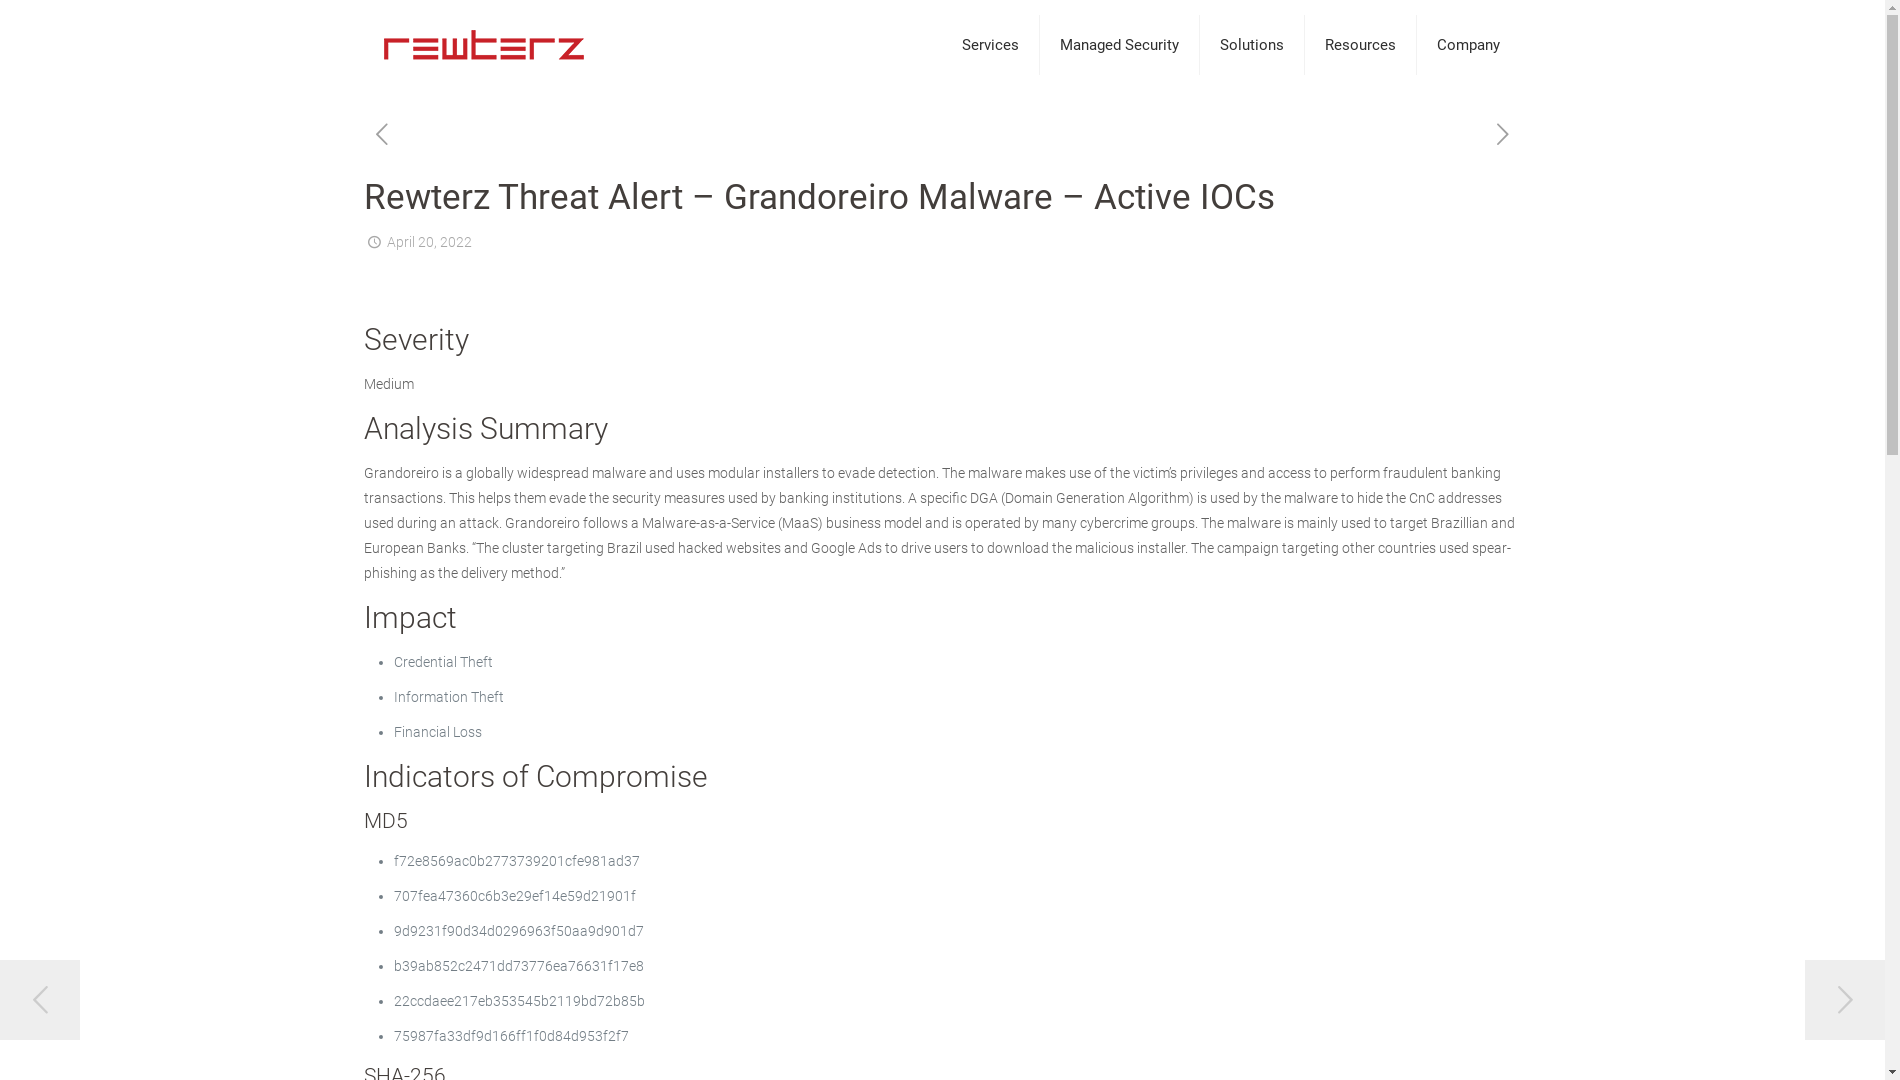 rewterz
Services
Managed Security
Solutions
Resources
Company
Rewterz Threat Alert – Grandoreiro Malware – Active IOCs
April 20, 2022
Severity
Medium
Analysis Summary
Grandoreiro is a globally widespread malware and uses modular installers to evade detection. The malware makes use of the victim's privileges and access to perform fraudulent banking
transactions. This helps them evade the security measures used by banking institutions. A specific DGA (Domain Generation Algorithm) is used by the malware to hide the CnC addresses
used during an attack. Grandoreiro follows a Malware-as-a-Service (MaaS) business model and is operated by many cybercrime groups. The malware is mainly used to target Brazillian and
European Banks. “The cluster targeting Brazil used hacked websites and Google Ads to drive users to download the malicious installer. The campaign targeting other countries used spear-
phishing as the delivery method.”
Impact
Credential Theft
Information Theft
Financial Loss
Indicators of Compromise
MD5
f72e8569ac0b2773739201cfe981ad37
707fea47360c6b3e29ef14e59d21901f
9d9231f90d34d0296963f50aa9d901d7
b39ab852c2471dd73776ea76631f17e8
22ccdaee217eb353545b2119bd72b85b
75987fa33df9d166ff1f0d84d953f2f7
SHA-256